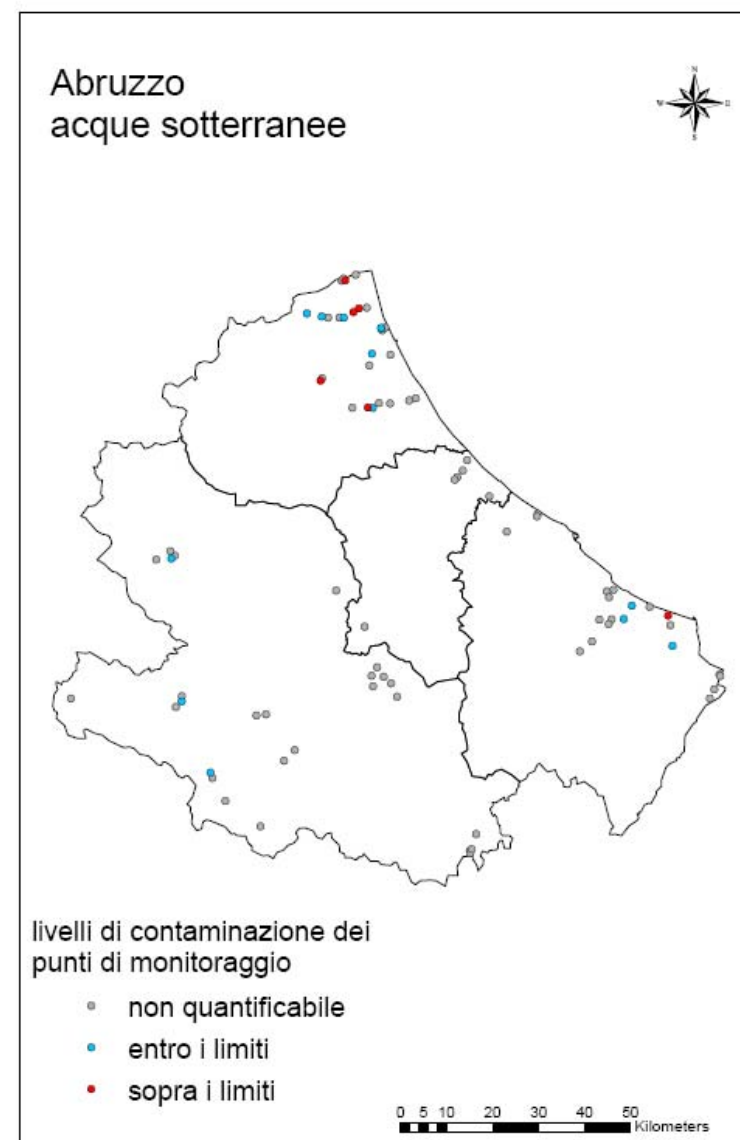 Abruzzo
acque sotterranee
N
W
E
S
livelli di contaminazione dei
punti di monitoraggio
non quantificabile
entro i limiti
sopra i limiti
0 5 10 20 30 40 50
Kilometers